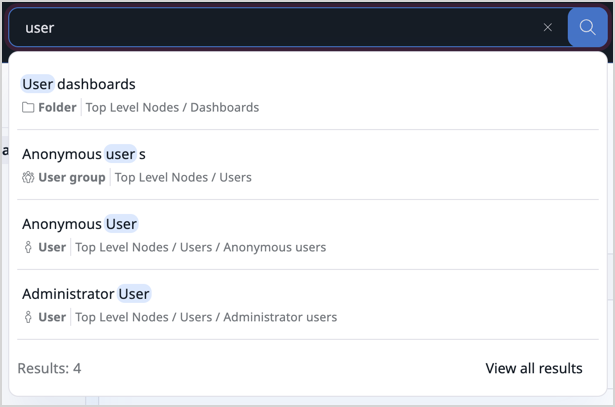 user
User dashboards
Folder Top Level Nodes / Dashboards
a
Anonymous users
User group Top Level Nodes / Users
Anonymous User
User Top Level Nodes / Users / Anonymous users
Administrator User
User Top Level Nodes / Users / Administrator users
Results: 4 View all results